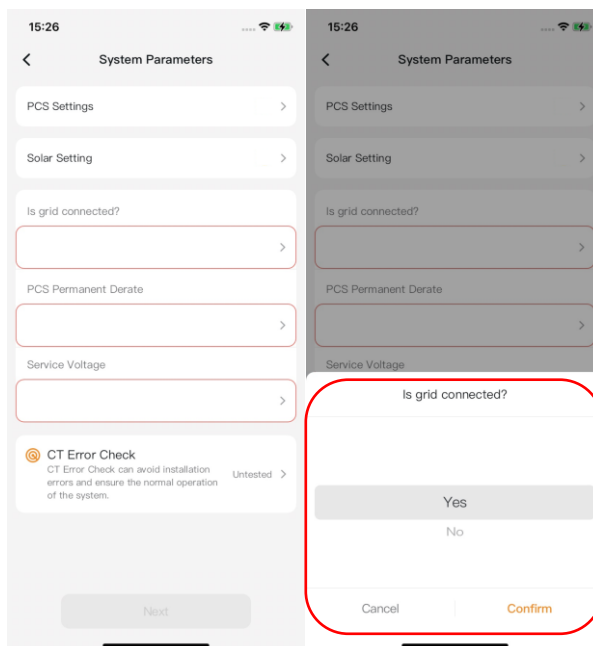 15:26
System Parameters
PCS Settings
Solar Setting
Is grid connected?
PCS Permanent Derate
Service Voltage
CT Error Check
CT Error Check can avoid installation
errors and ensure the normal operation
of the system.
Untested
Next
15:26
System Parameters
PCS Settings
Solar Setting
Is grid connected?
PCS Permanent Derate
Service Voltage
Is grid connected?
Yes
No
Cancel
Confirm